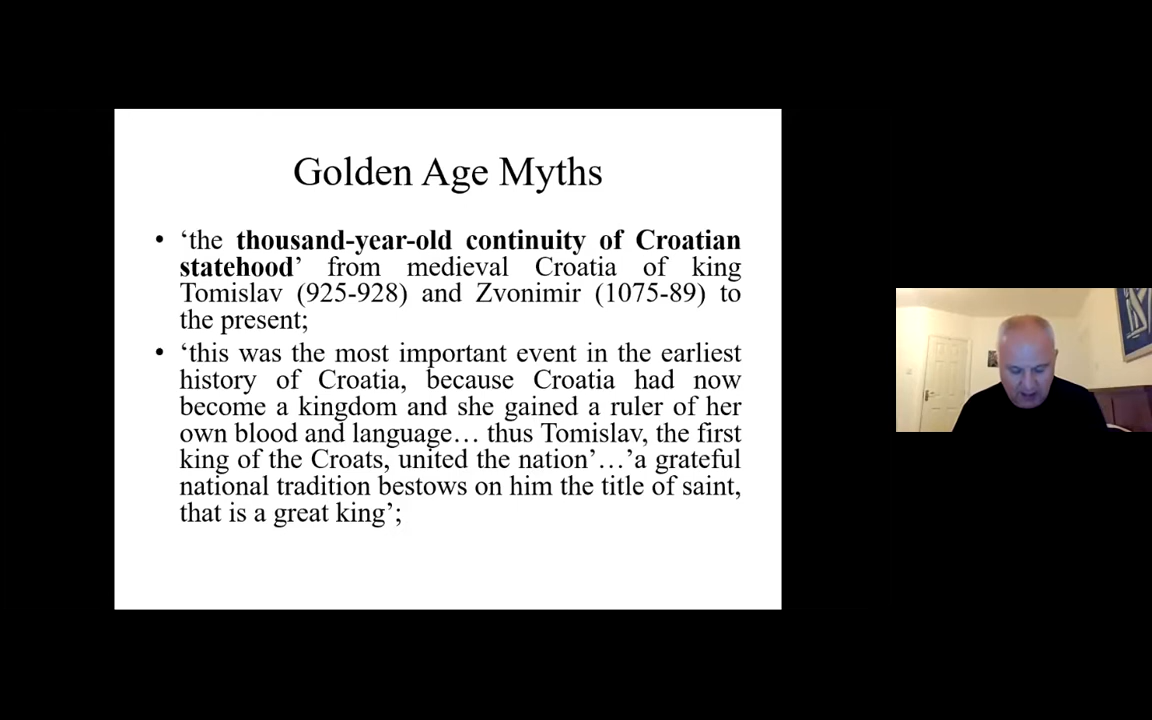 Golden Age Myths
• ‘the thousand-year-old continuity of Croatian
statehood’ from medieval Croatia of king
Tomislav (925-928) and Zvonimir (1075-89) to
the present;
• ‘this was the most important event in the earliest
history of Croatia, because Croatia had now
become a kingdom and she gained a ruler of her
own blood and language… thus Tomislav, the first
king of the Croats, united the nation’…’a grateful
national tradition bestows on him the title of saint,
that is a great king’;